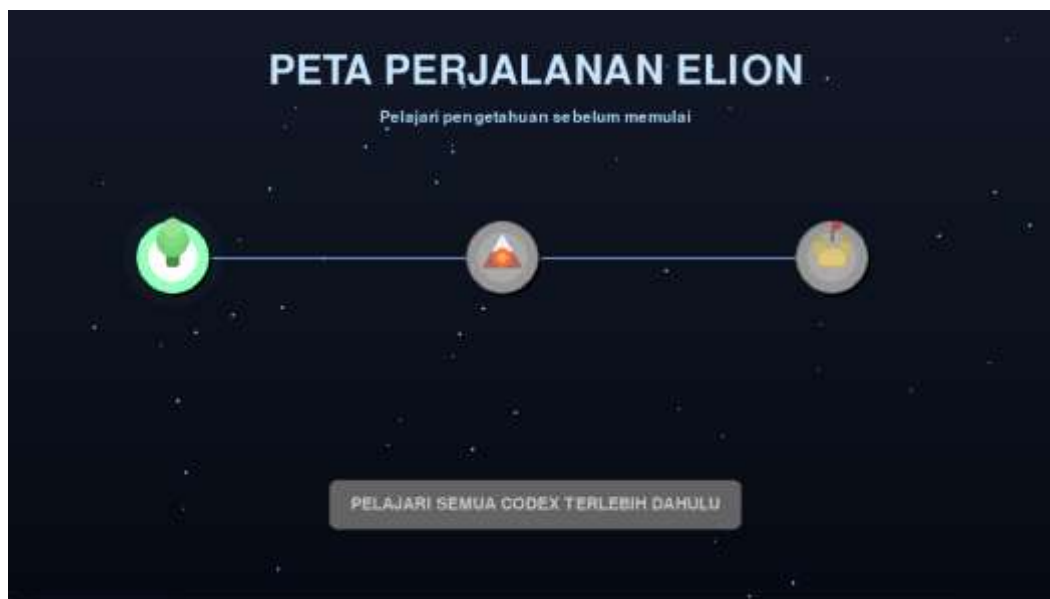 PETA PERJALANAN ELION
Pelajari pengetahuan sebelum memulai
PELAJARI SEMUA CODEX TERLEBIH DAHULU